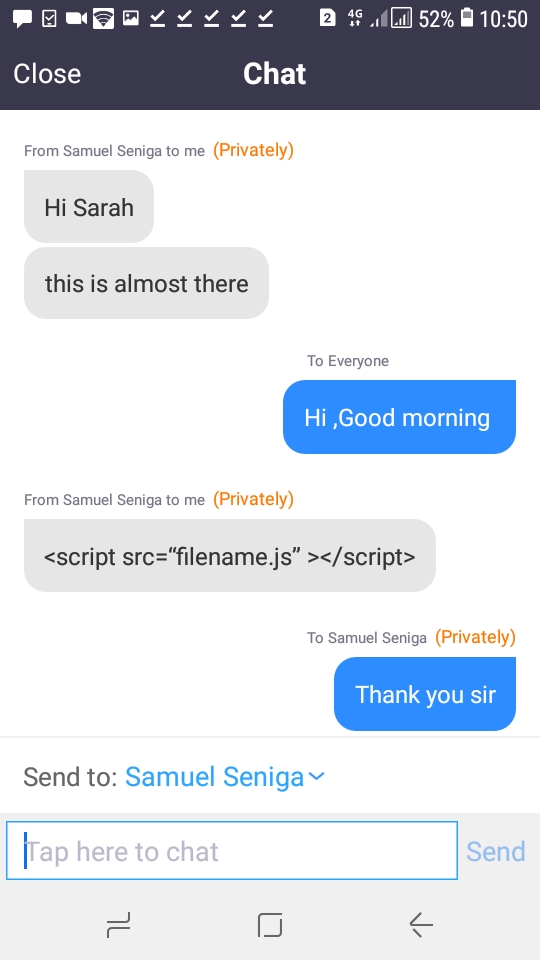 2 4G 52% 10:50
Close Chat
From Samuel Seniga to me (Privately)
Hi Sarah
this is almost there
To Everyone
Hi ,Good morning
From Samuel Seniga to me (Privately)
<script src=“filename.js” ></script>
To Samuel Seniga (Privately)
Thank you sir
Send to: Samuel Seniga
Tap here to chat Send